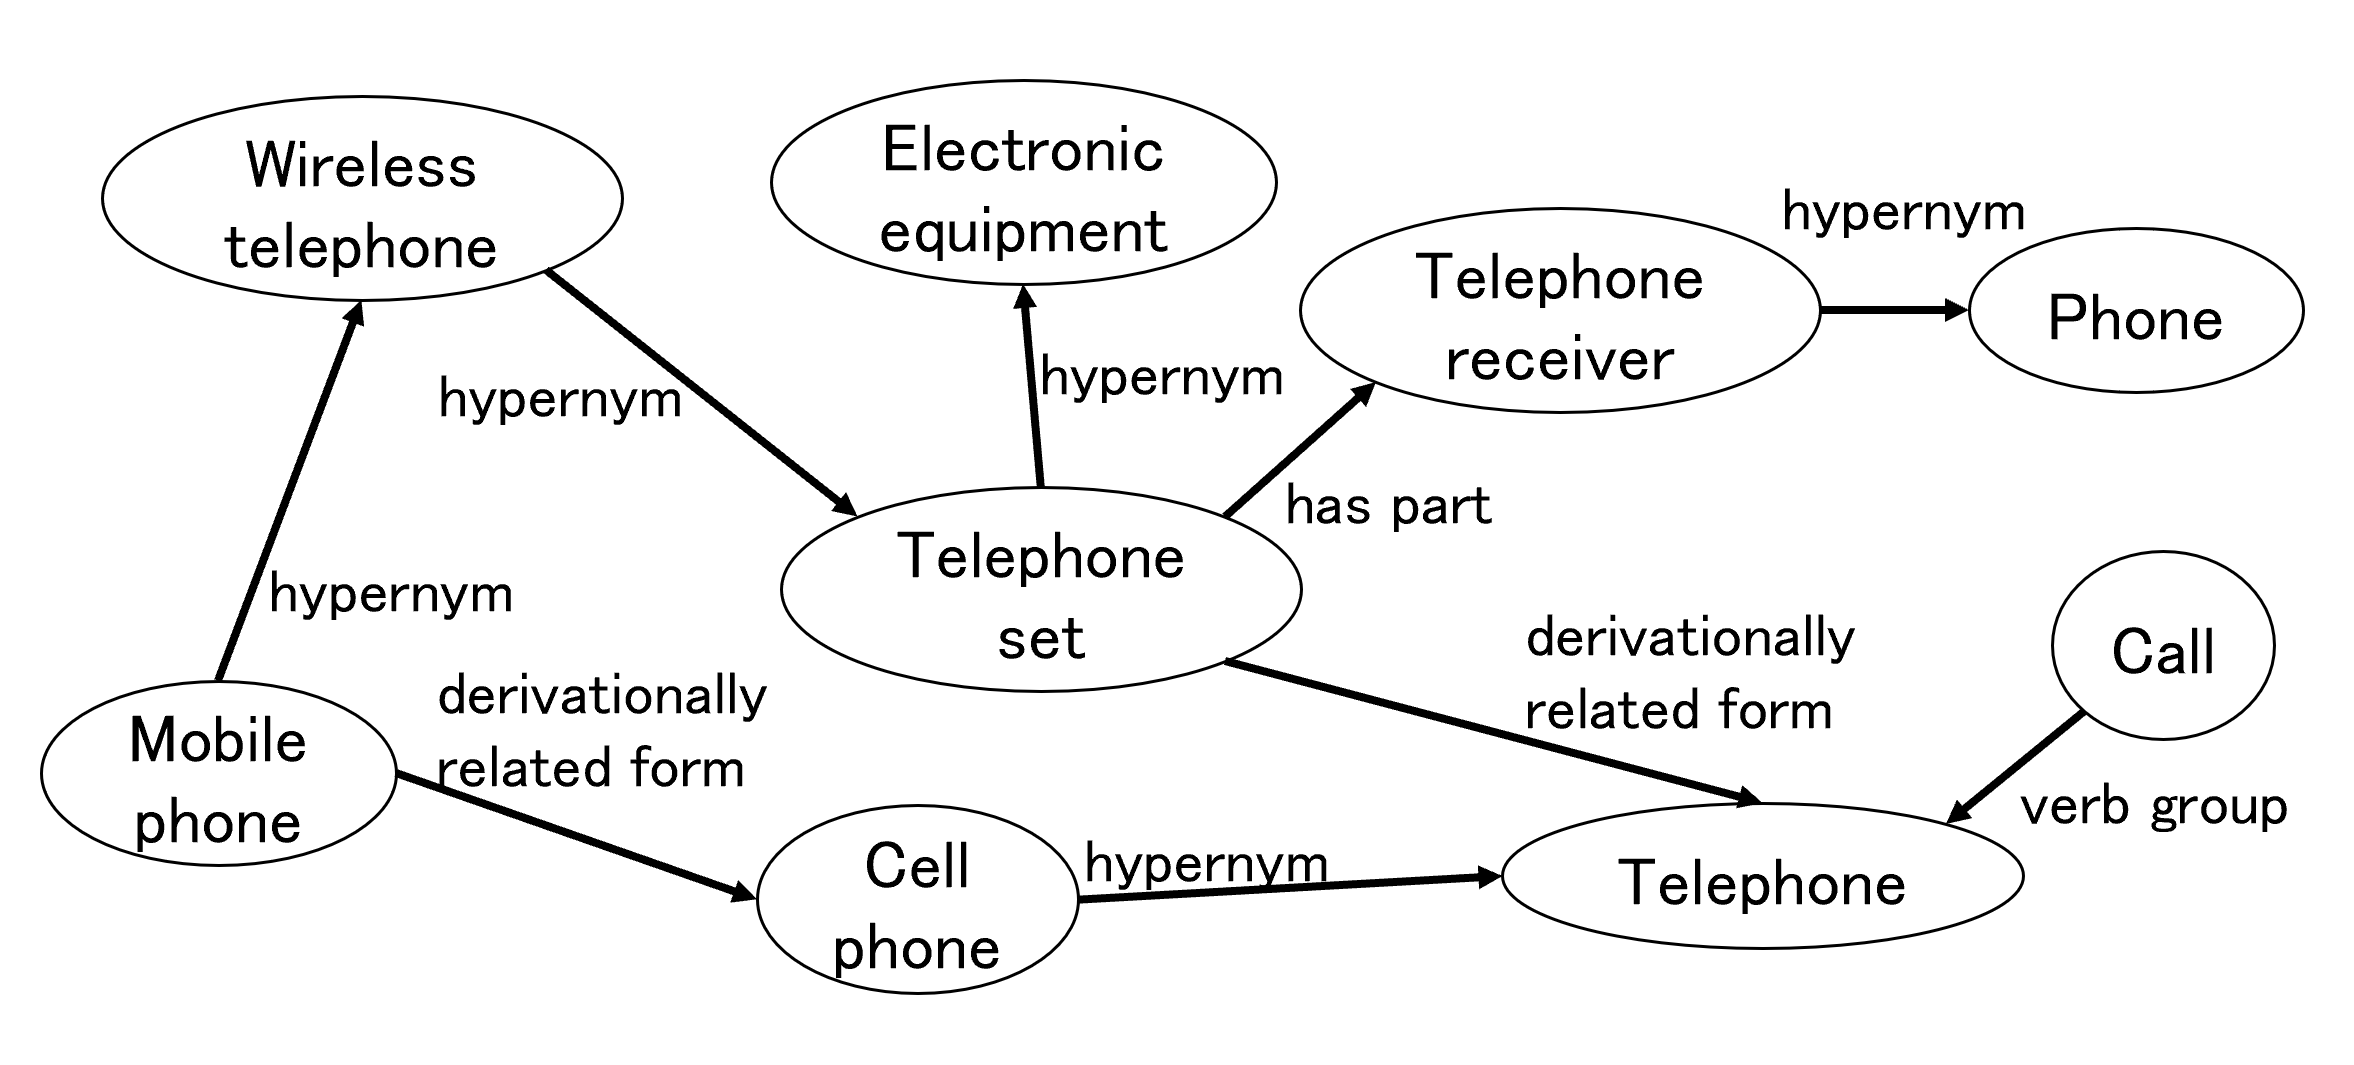 Wireless
telephone
Electronic
equipment
Telephone
receiver
hypernym
Phone
hypernym
hypernym
has part
Telephone
set
hypernym
derivationally
related form
Call
Mobile
phone
derivationally
related form
verb group
Cell
phone
hypernym
Telephone